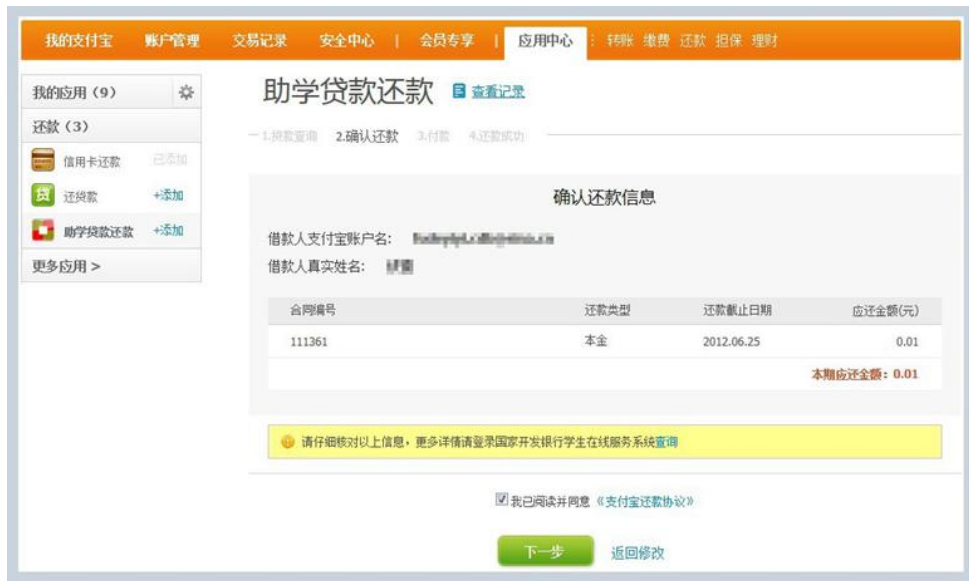 我的支付宝 账户管理 交易记录 安全中心 | 会员专享 | 应用中心 转账 缴费 还款 担保 理财
我的应用（9）
还款（3）
信用卡还款 已添加
还贷款 +添加
助学贷款还款 +添加
更多应用 >
助学贷款还款 查看记录
1.贷款查询 2.确认还款 3.付款 4.还款成功
确认还款信息
借款人支付宝账户名：
借款人真实姓名：
合同编号 还款类型 还款截止日期 应还金额(元)
111361 本金 2012.06.25 0.01
本期应还金额：0.01
请仔细核对以上信息，更多详情请登录国家开发银行学生在线服务系统查询
我已阅读并同意《支付宝还款协议》
下一步 返回修改